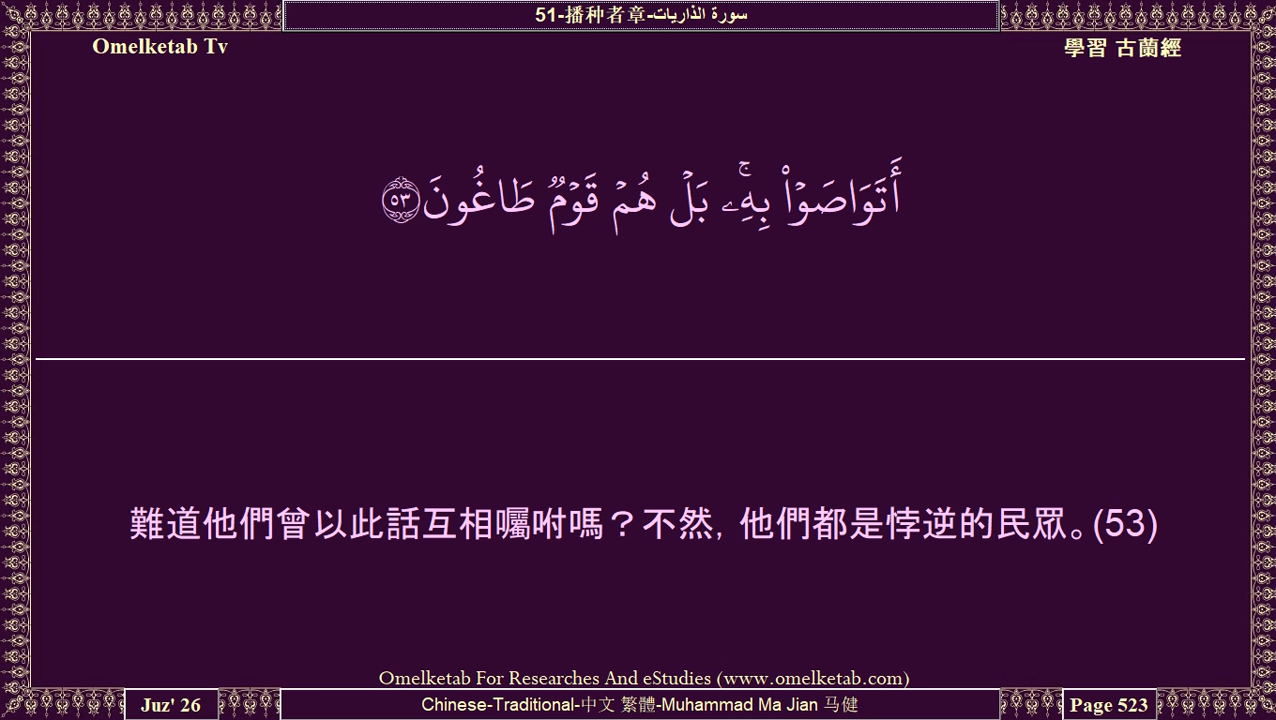 51-播种者章-سورة الذاريات
Omelketab Tv
學習 古蘭經
أَتَوَاصَوۡا۟ بِهِۦۚ بَلۡ هُمۡ قَوۡمٌ طَاغُونَ ٥٣
難道他們曾以此話互相囑咐嗎？不然，他們都是悖逆的民眾。(53)
Omelketab For Researches And eStudies (www.omelketab.com)
Juz' 26
Chinese-Traditional-中文 繁體-Muhammad Ma Jian 马健
Page 523